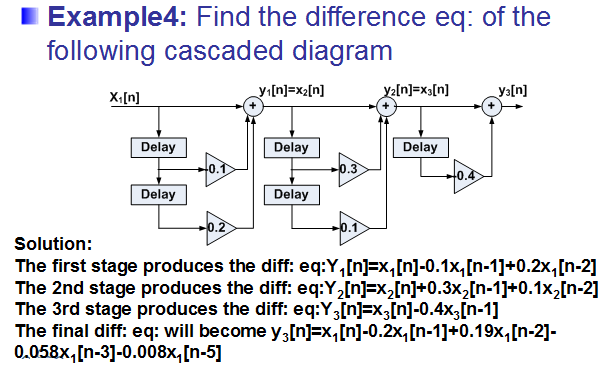 Example4: Find the difference eq: of the
following cascaded diagram
X₁[n]
y₁[n]=x₂[n]
y₂[n]=x₃[n]
y₃[n]
+
+
+
Delay
Delay
Delay
-0.1
0.3
-0.4
Delay
Delay
0.2
0.1
Solution:
The first stage produces the diff: eq:Y₁[n]=x₁[n]-0.1x₁[n-1]+0.2x₁[n-2]
The 2nd stage produces the diff: eq:Y₂[n]=x₂[n]+0.3x₂[n-1]+0.1x₂[n-2]
The 3rd stage produces the diff: eq:Y₃[n]=x₃[n]-0.4x₃[n-1]
The final diff: eq: will become y₃[n]=x₁[n]-0.2x₁[n-1]+0.19x₁[n-2]-
0.058x₁[n-3]-0.008x₁[n-5]